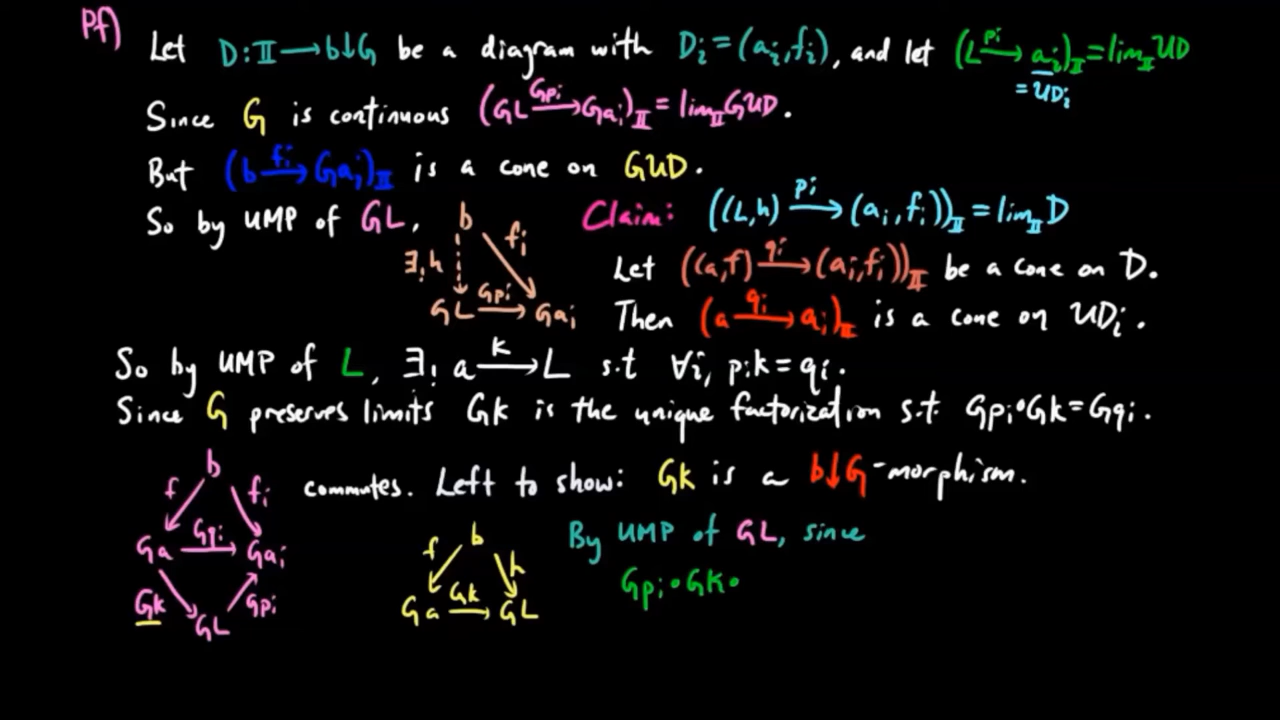 Pf)
Let D:𝕀⟶b↓G be a diagram with Dᵢ=(aᵢ,fᵢ), and let (L –pᵢ→ aᵢ)_𝕀=lim_𝕀 UD
=UDᵢ
Since G is continuous (GL –Gpᵢ→ Gaᵢ)_𝕀=lim_𝕀 GUD.
But (b –fᵢ→ Gaᵢ)_𝕀 is a cone on GUD.
So by UMP of GL,
b
∃!h
fᵢ
GL –Gpᵢ→ Gaᵢ
Claim: ((L,h) –pᵢ→ (aᵢ,fᵢ))_𝕀=lim_𝕀 D
Let ((a,f) –qᵢ→ (aᵢ,fᵢ))_𝕀 be a cone on D.
Then (a –qᵢ→ aᵢ)_𝕀 is a cone on UDᵢ.
So by UMP of L, ∃! a –k→ L s.t ∀i, pᵢk=qᵢ.
Since G preserves limits Gk is the unique factorization s.t Gpᵢ∘Gk=Gqᵢ.
b
f fᵢ
Ga –Gqᵢ→ Gaᵢ
Gk Gpᵢ
GL
commutes. Left to show: Gk is a b↓G-morphism.
b
f h
Ga –Gk→ GL
By UMP of GL, since
Gpᵢ∘Gk∘